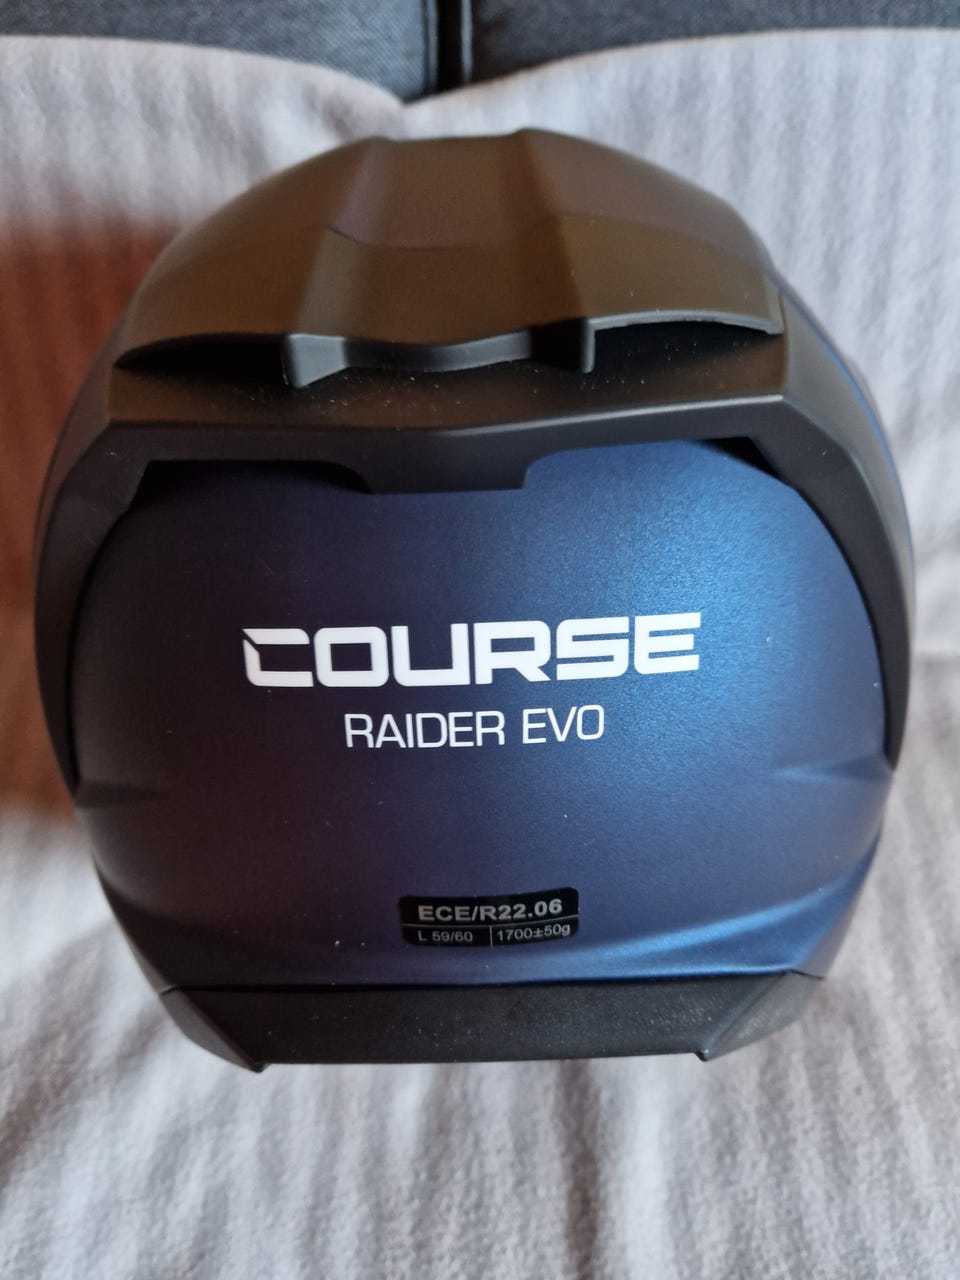 COURSE
RAIDER EVO
ECE/R22.06
L 59/60 1700±50g